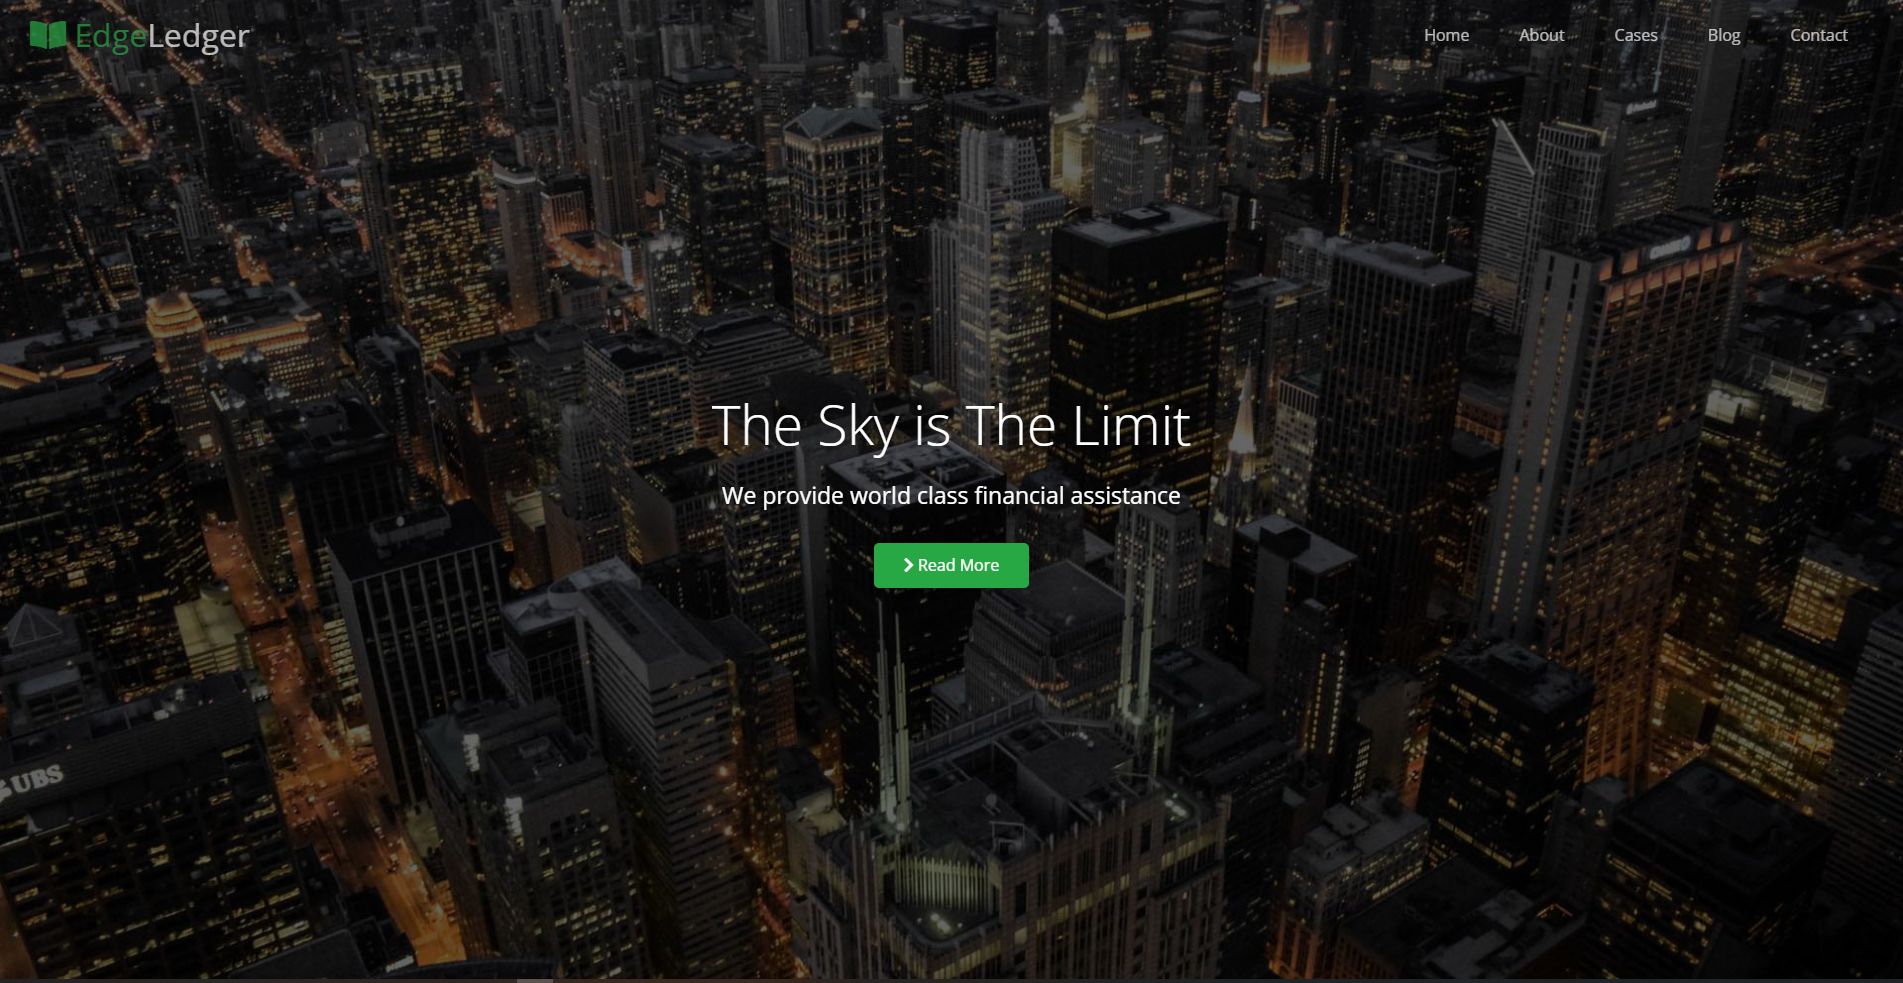 EdgeLedger
Home About Cases Blog Contact
The Sky is The Limit
We provide world class financial assistance
Read More
UBS